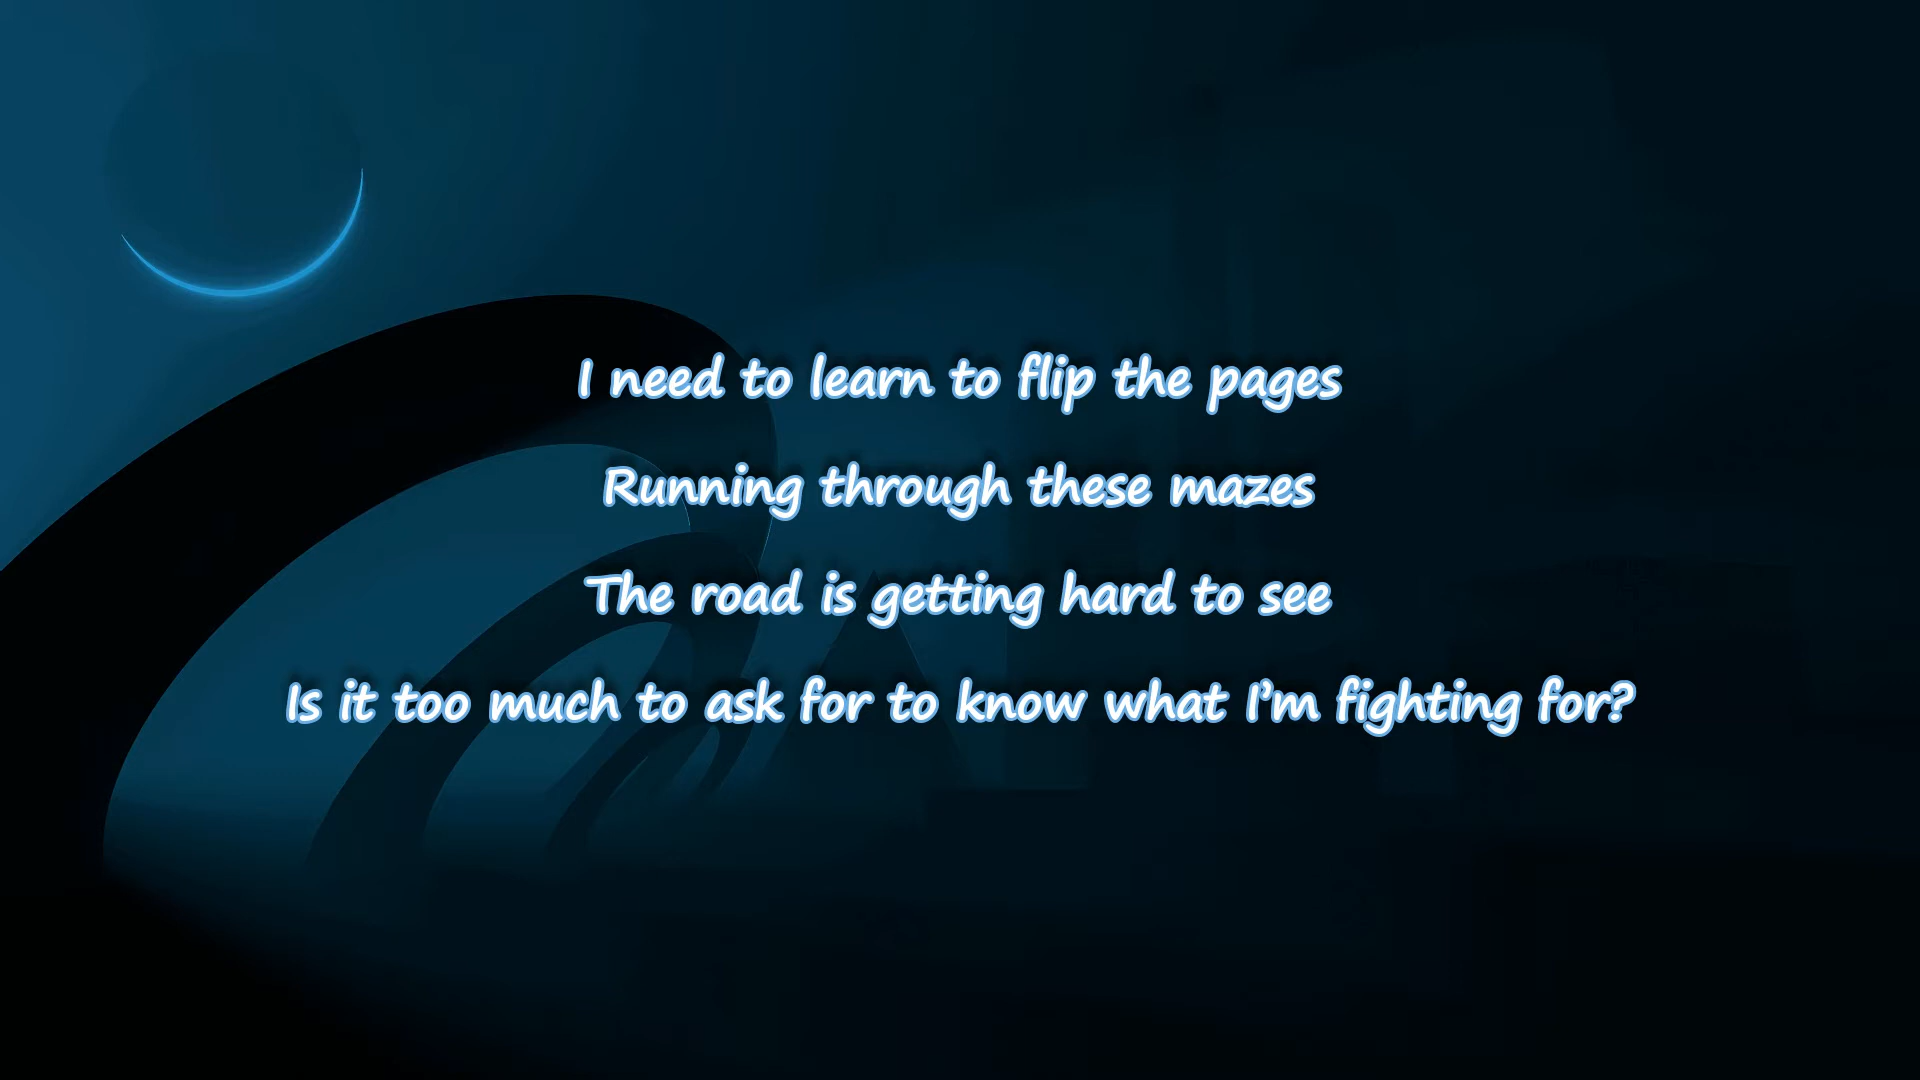 I need to learn to flip the pages
Running through these mazes
The road is getting hard to see
Is it too much to ask for to know what I’m fighting for?